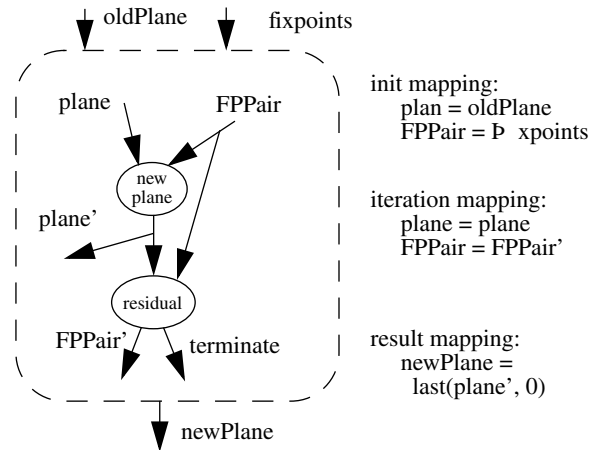 oldPlane
fixpoints
plane
FPPair
new
plane
plane’
residual
FPPair’
terminate
newPlane
init mapping:
plan = oldPlane
FPPair = Þ xpoints
iteration mapping:
plane = plane
FPPair = FPPair’
result mapping:
newPlane =
last(plane’, 0)